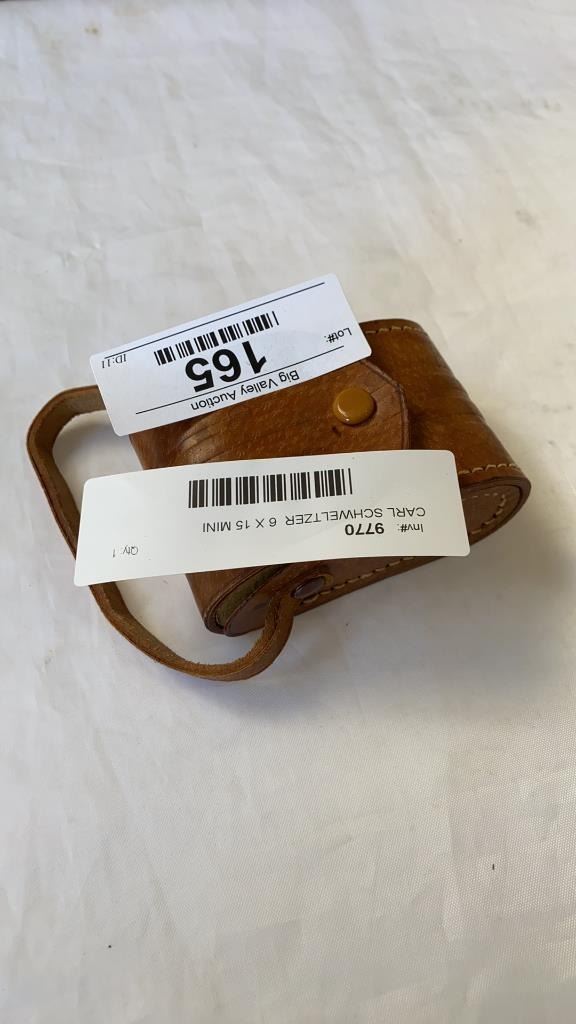 Big Valley Auction
Lot#:
165
ID:11
Inv#: 9770
CARL SCHWELTZER 6 X 15 MINI
Qty: 1